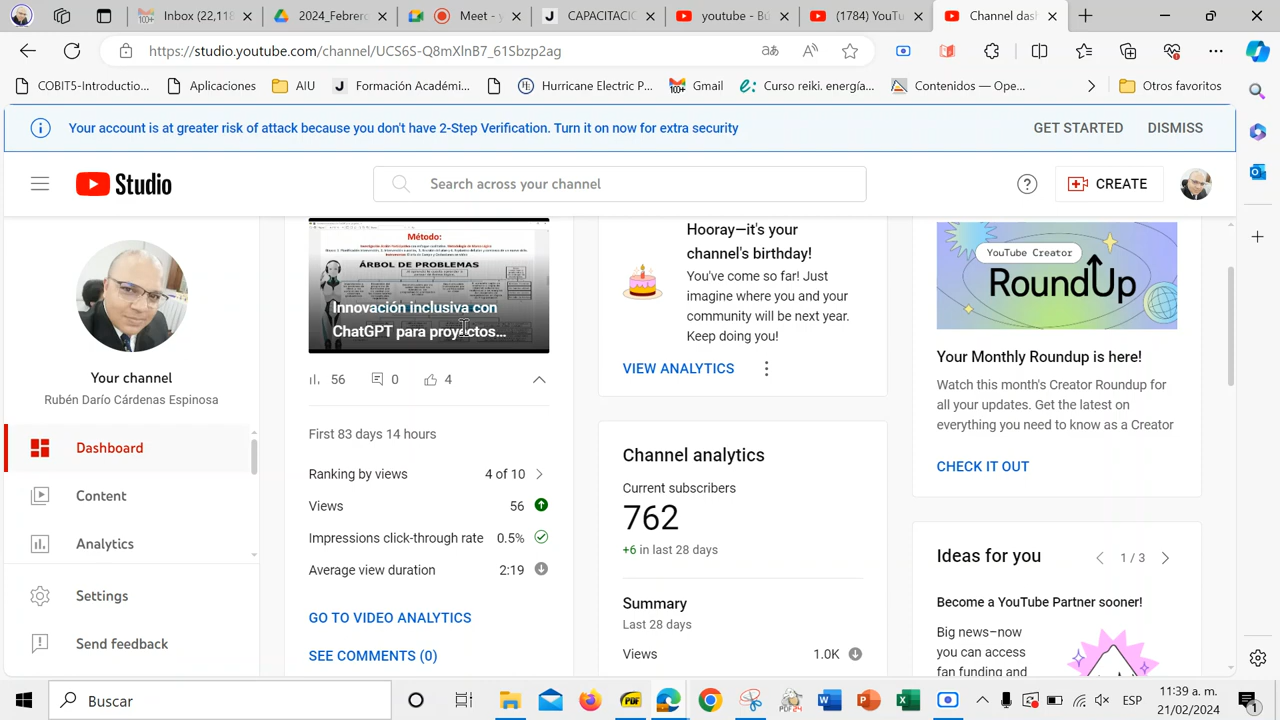 Inbox (22,118
- Bu
(704) YouT
Channel das
CAPACITACIC
https://studio.youtube.com/channel/UCS6S-Q8mXlnB7_61Sbzp2ag
COBIT5-Introductio...
Aplicaciones
AIU
Formación Académi...
Hurricane Electric P...
Gmail
Curso reiki. energía...
Contenidos — Ope...
Otros favoritos
Your account is at greater risk of attack because you don't have 2-Step Verification. Turn it on now for extra security
GET STARTED
DISMISS
Studio
Search across your channel
CREATE
Your channel
Rubén Darío Cárdenas Espinosa
Dashboard
Content
Analytics
Settings
Send feedback
Método:
ÁRBOL DE PROBLEMAS
Innovación inclusiva con
ChatGPT para proyectos...
56
0
4
First 83 days 14 hours
Ranking by views 4 of 10
Views 56
Impressions click-through rate 0.5%
Average view duration 2:19
GO TO VIDEO ANALYTICS
SEE COMMENTS (0)
Hooray—it's your
channel's birthday!
You've come so far! Just
imagine where you and your
community will be next year.
Keep doing you!
VIEW ANALYTICS
Channel analytics
Current subscribers
762
+6 in last 28 days
Summary
Last 28 days
Views 1.0K
YouTube Creator
RoundUp
Your Monthly Roundup is here!
Watch this month's Creator Roundup for
all your updates. Get the latest on
everything you need to know as a Creator
CHECK IT OUT
Ideas for you
1 / 3
Become a YouTube Partner sooner!
Big news–now
you can access
fan funding and
Buscar
ESP
11:39 a. m.
21/02/2024